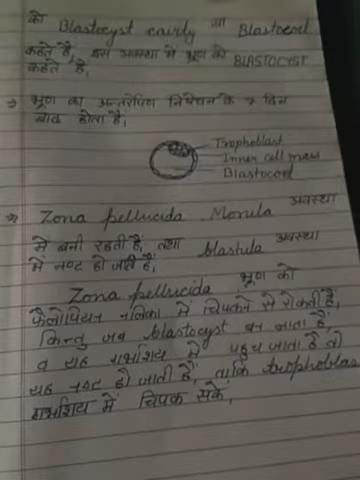 को Blastocyst cavity या Blastocoel
कहते हैं, इस अवस्था में भ्रूण को BLASTOCYST
कहते हैं,
⇒ भ्रूण का अन्तर्रोपण निषेचन के 7 दिन
बाद होता है,
Trophoblast
Inner cell mass
Blastocoel
⇒ Zona pellucida Morula अवस्था
में बनी रहती हैं, तथा blastula अवस्था
में नष्ट हो जाती हैं,
Zona pellucida भ्रूण को
फैलोपियन नलिका में चिपकने से रोकती हैं,
किन्तु जब blastocyst बन जाता हैं,
व यह गर्भाशय में पहुच जाता है तो
यह नष्ट हो जाती हैं, ताकि trophoblas
गर्भाशय में चिपक सकें,